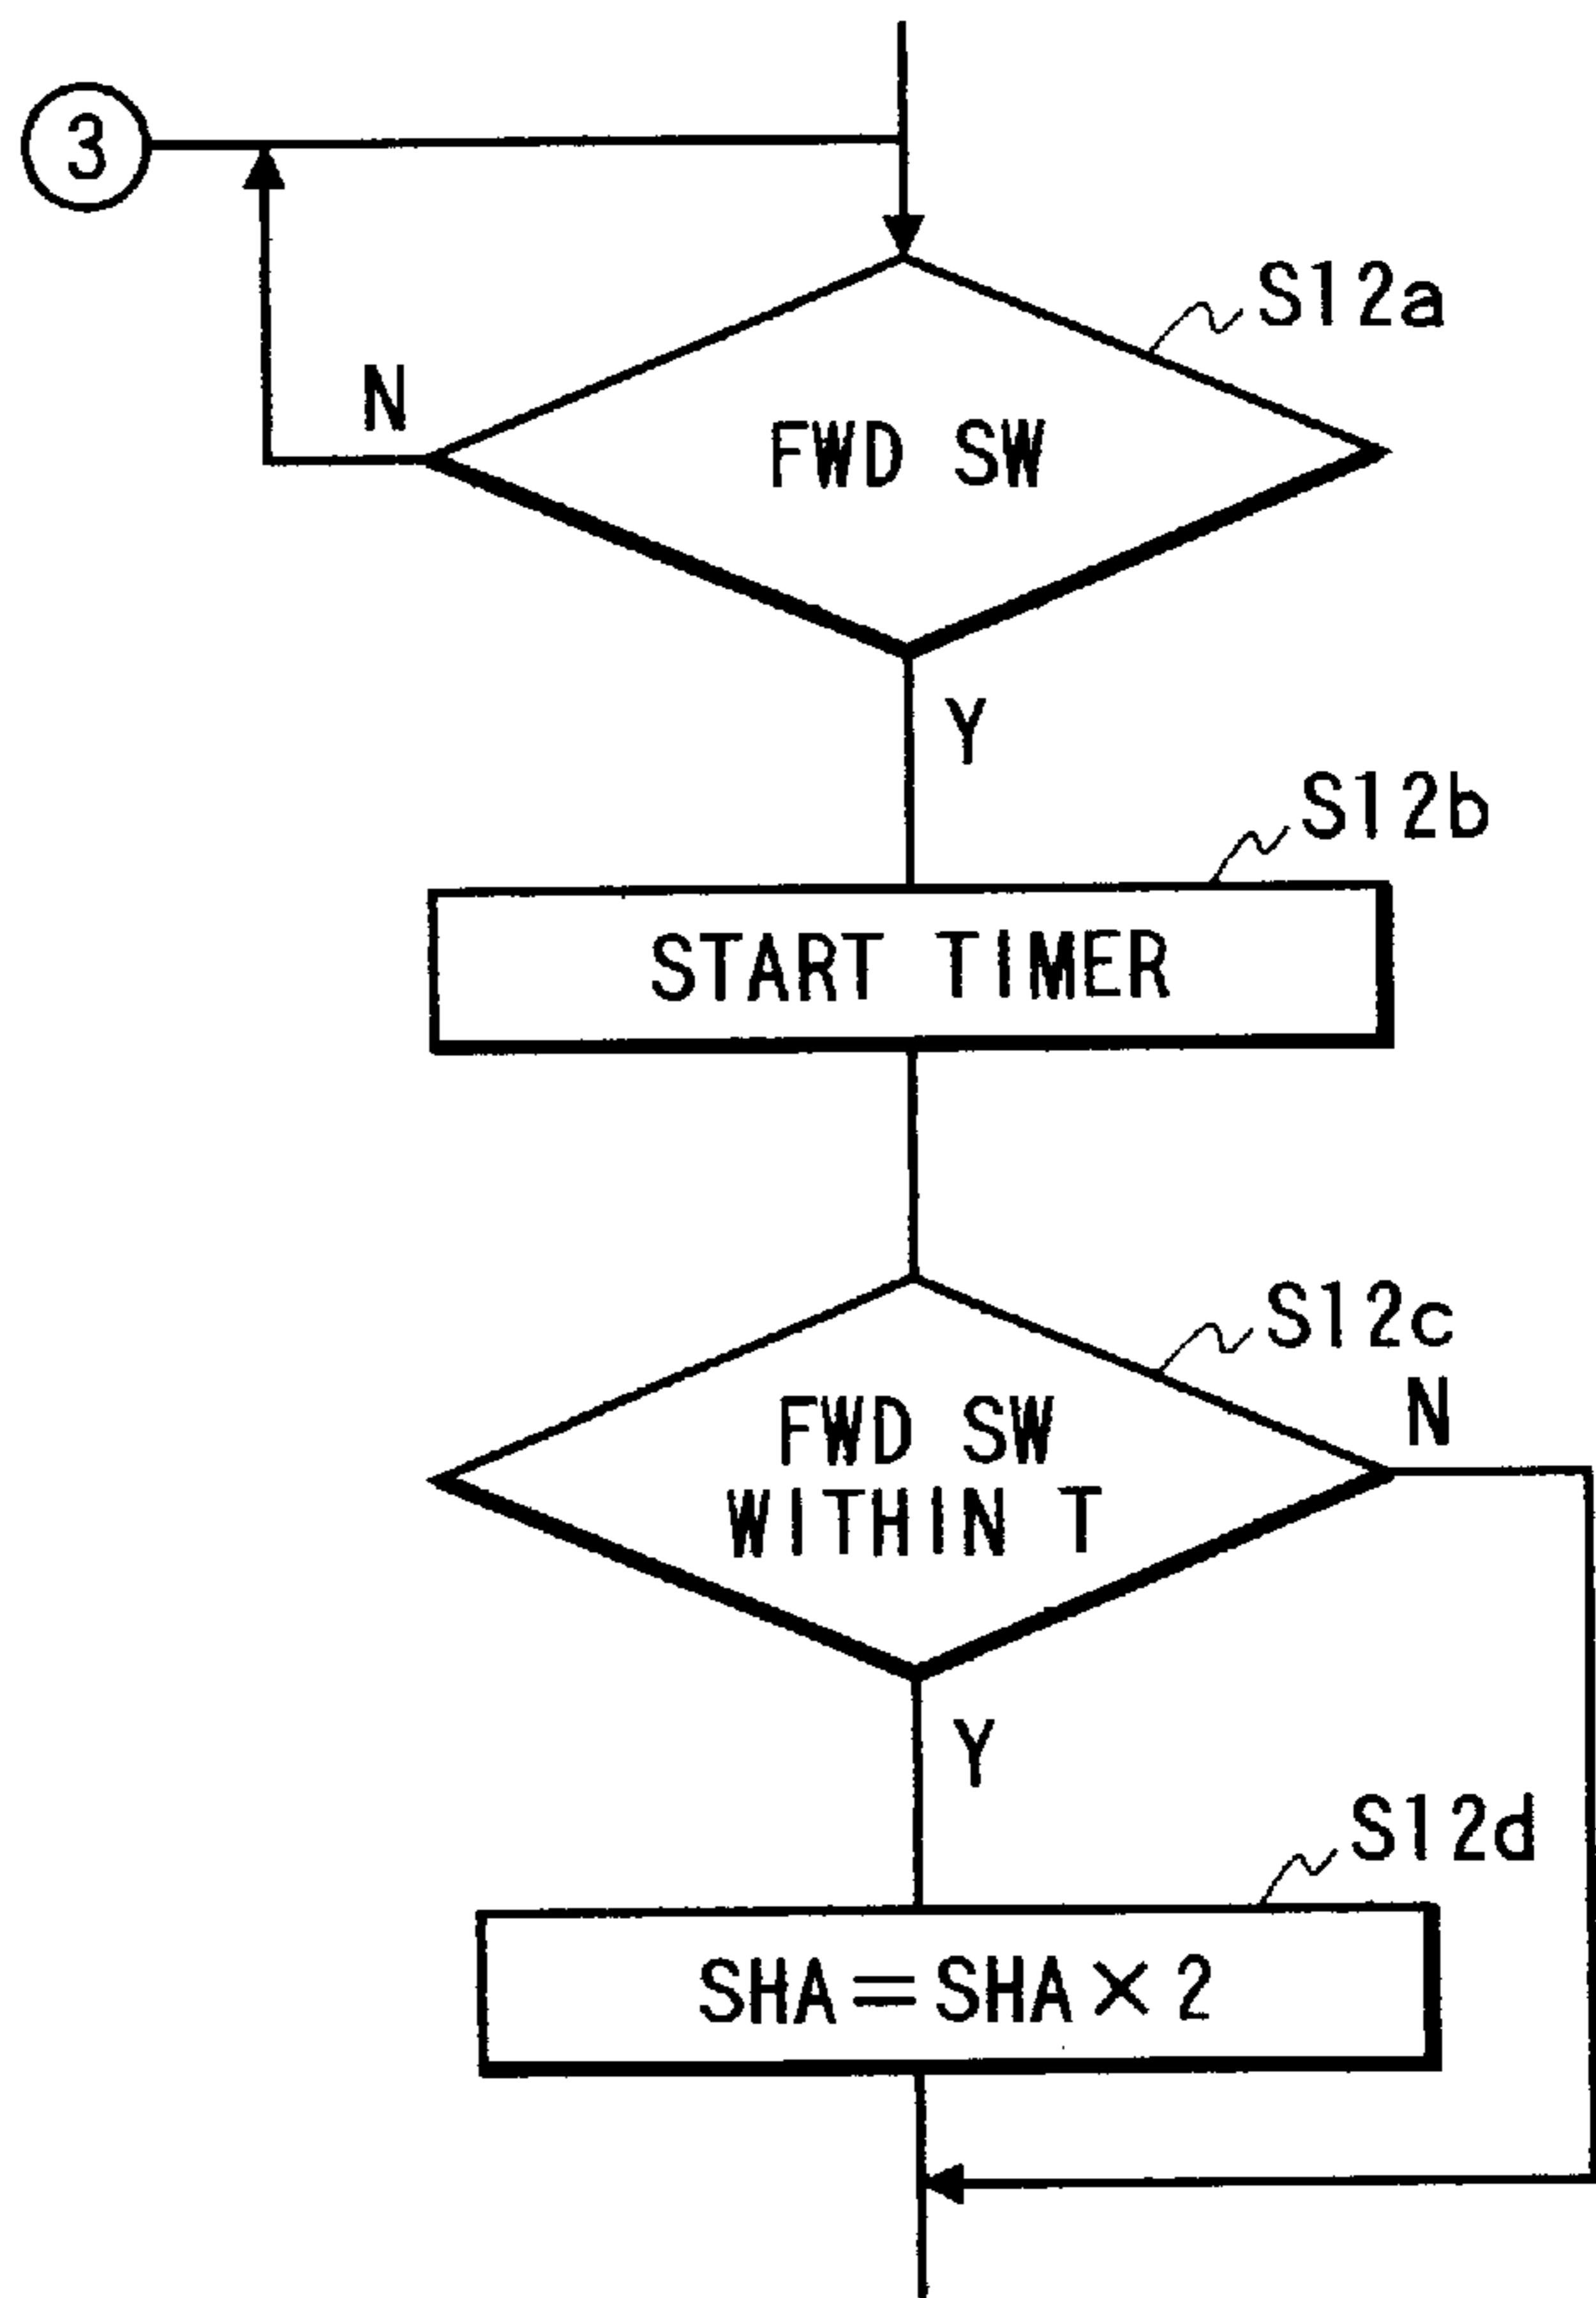 3
S12a
N
FWD SW
Y
S12b
START TIMER
S12c
N
FWD SW
WITHIN T
Y
S12d
SHA=SHA×2